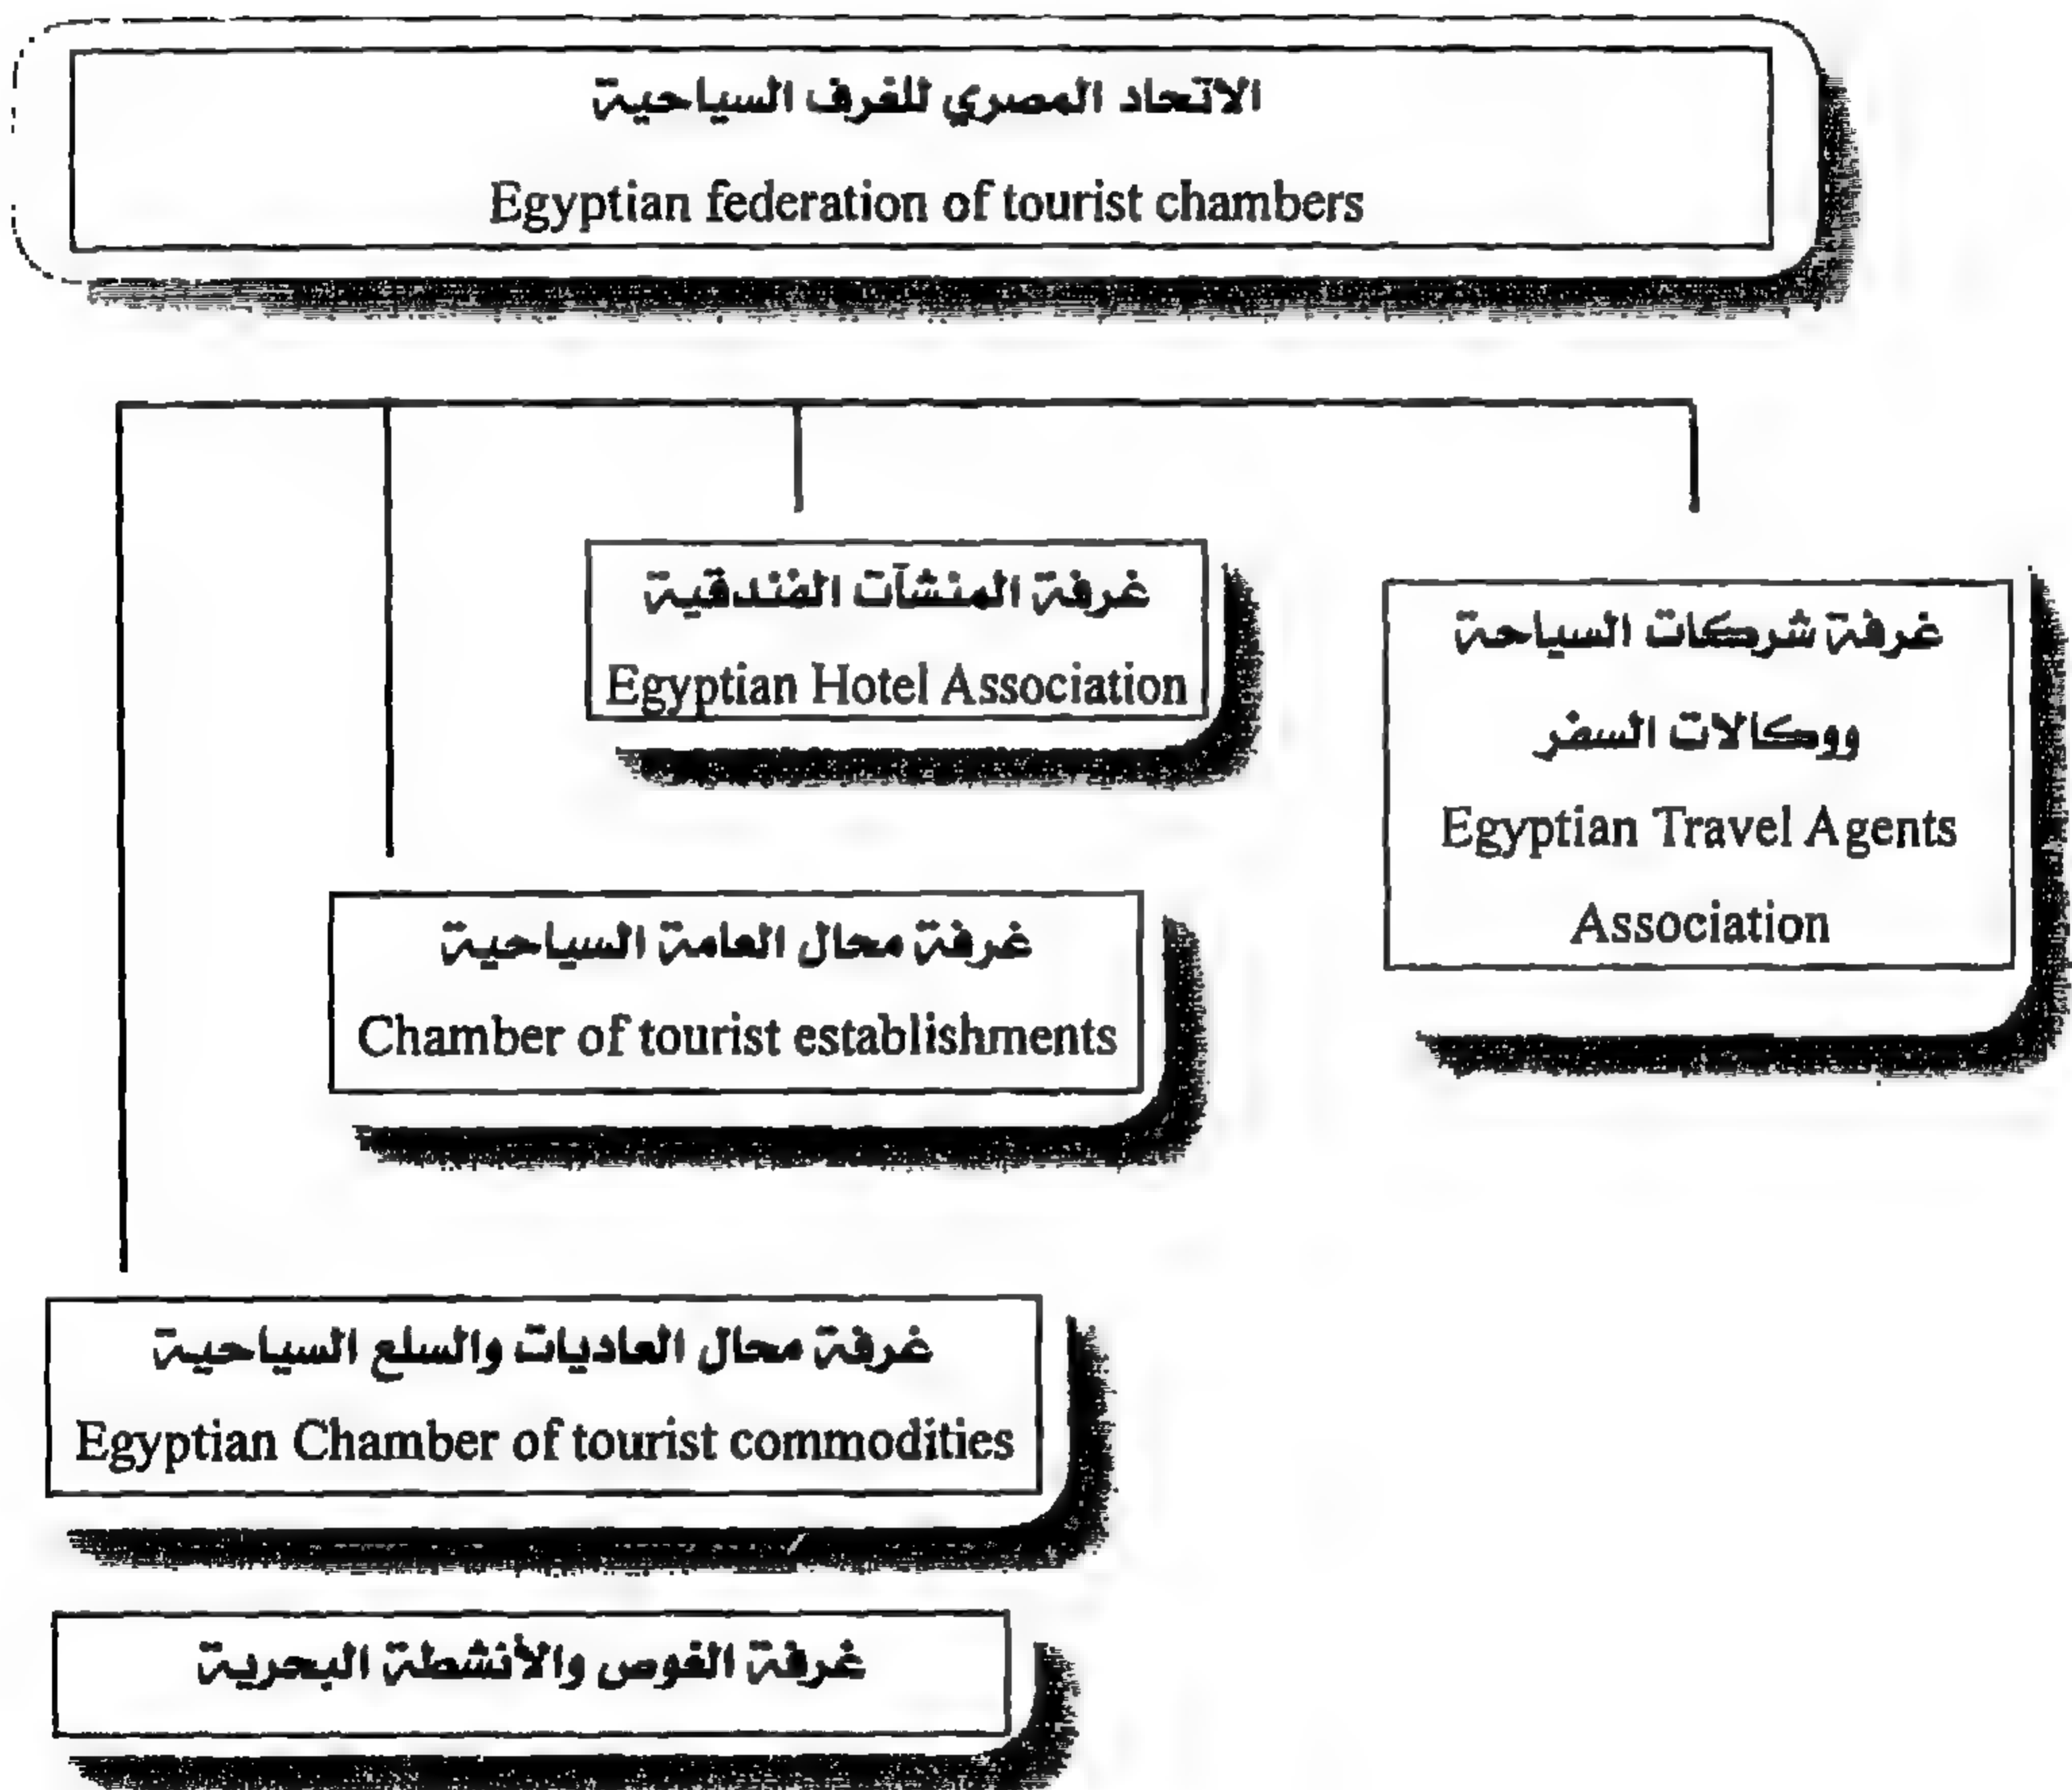 الاتحاد المصري للغرف السياحية
Egyptian federation of tourist chambers
غرفة المنشآت الفندقية
Egyptian Hotel Association
غرفة شركات السياحة
ووكالات السفر
Egyptian Travel Agents
Association
غرفة محال العامة السياحية
Chamber of tourist establishments
غرفة محال العاديات والسلع السياحية
Egyptian Chamber of tourist commodities
غرفة الغوص والأنشطة البحرية